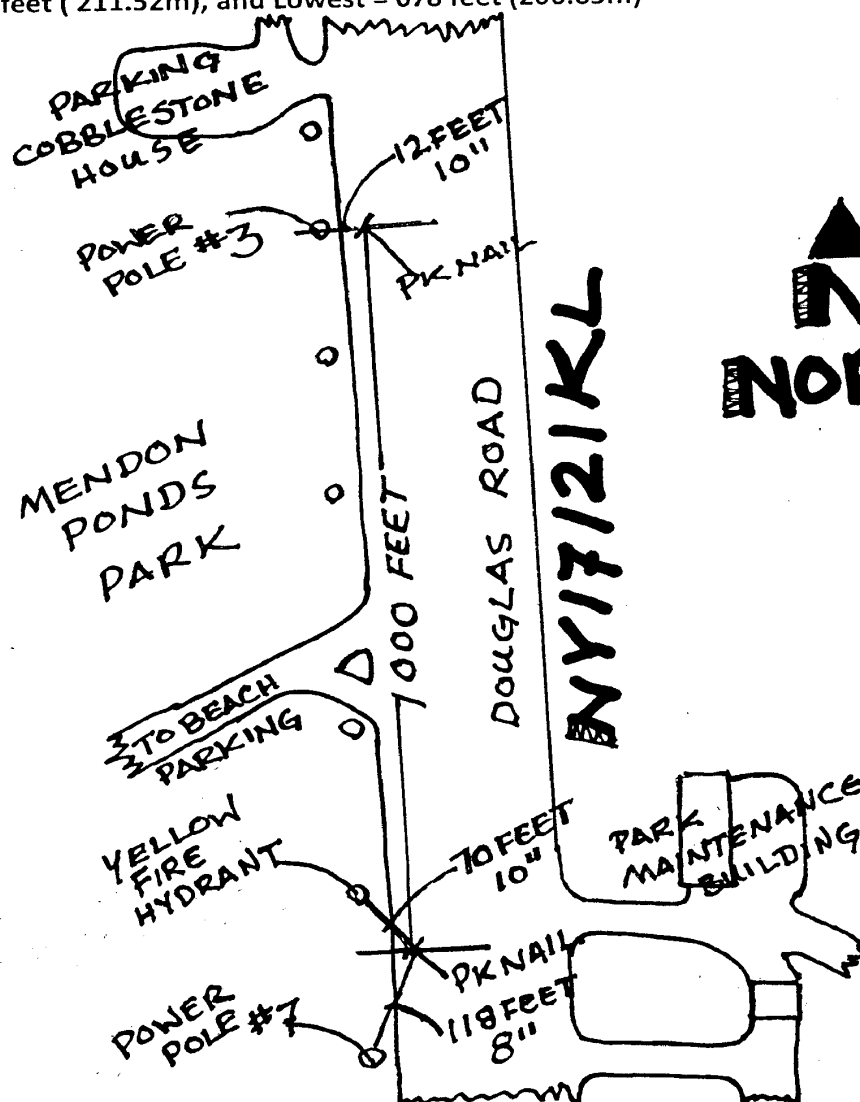 feet ( 211.52m), and Lowest = 678 feet (206.65m)
PARKING
COBBLESTONE
HOUSE
12 FEET
10"
POWER
POLE #3
PK NAIL
MENDON
PONDS
PARK
1000 FEET
DOUGLAS ROAD
NY17121KL
TO BEACH
PARKING
YELLOW
FIRE
HYDRANT
70 FEET
10"
PARK
MAINTENANCE
BUILDING
PK NAIL
118 FEET
8"
POWER
POLE #7